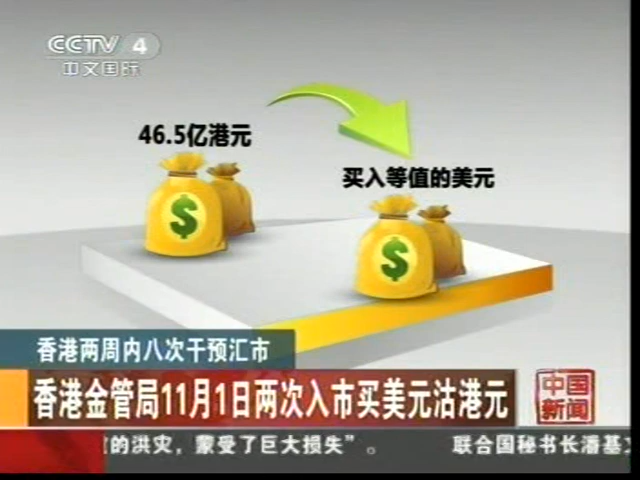 CCTV 4
中文国际
46.5亿港元
买入等值的美元
$
$
香港两周内八次干预汇市
香港金管局11月1日两次入市买美元沽港元
中国
新闻
的洪灾，蒙受了巨大损失”。 联合国秘书长潘基